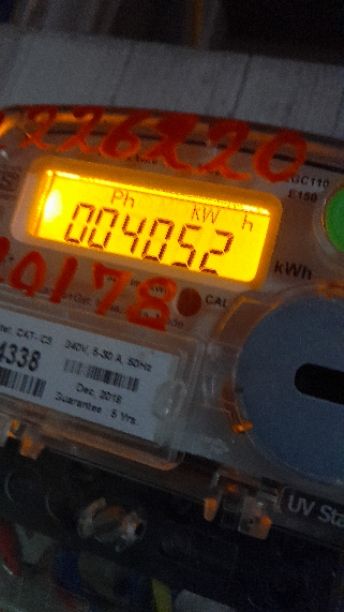 226220
GC110
E150
Ph kW h
004052
kWh
20178
CAL
CAT-C3
4338
240V, 5-30 A, 50Hz
Dec, 2018
Guarantee 5 Yrs.
UV Sta